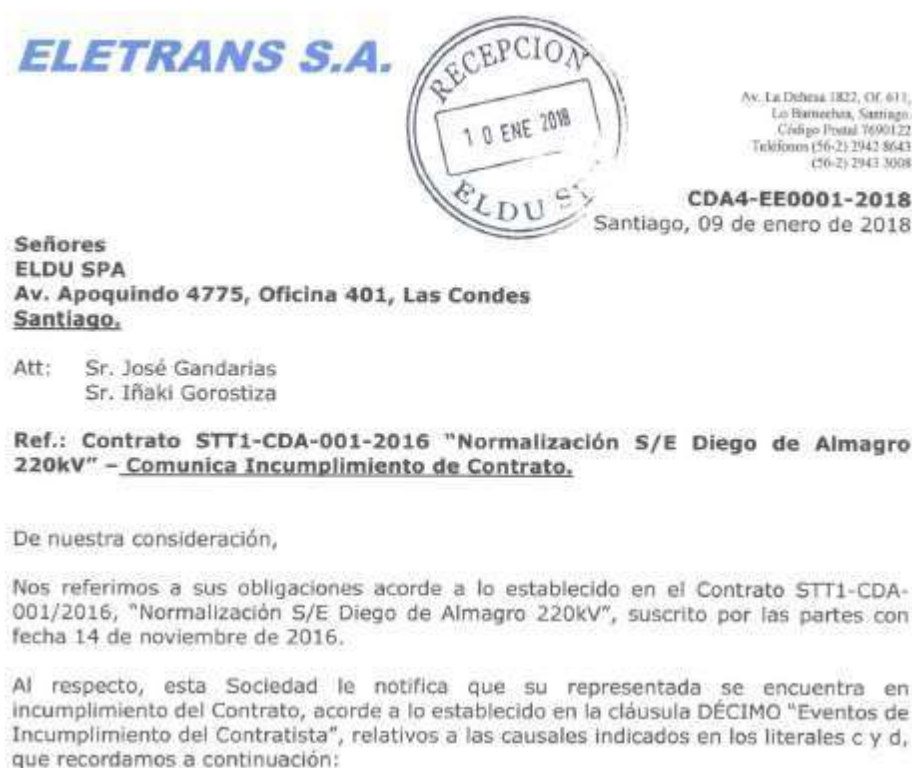 ELETRANS S.A.
RECEPCION
10 ENE 2018
ELDU SP
Av. La Dehesa 1822, Of. 611,
Lo Barnechea, Santiago.
Código Postal 7690122
Teléfonos (56-2) 2942 8643
(56-2) 2943 3008
CDA4-EE0001-2018
Santiago, 09 de enero de 2018
Señores
ELDU SPA
Av. Apoquindo 4775, Oficina 401, Las Condes
Santiago.
Att: Sr. José Gandarias
Sr. Iñaki Gorostiza
Ref.: Contrato STT1-CDA-001-2016 “Normalización S/E Diego de Almagro
220kV” – Comunica Incumplimiento de Contrato.
De nuestra consideración,
Nos referimos a sus obligaciones acorde a lo establecido en el Contrato STT1-CDA-
001/2016, “Normalización S/E Diego de Almagro 220kV”, suscrito por las partes con
fecha 14 de noviembre de 2016.
Al respecto, esta Sociedad le notifica que su representada se encuentra en
incumplimiento del Contrato, acorde a lo establecido en la cláusula DÉCIMO “Eventos de
Incumplimiento del Contratista”, relativos a las causales indicados en los literales c y d,
que recordamos a continuación: